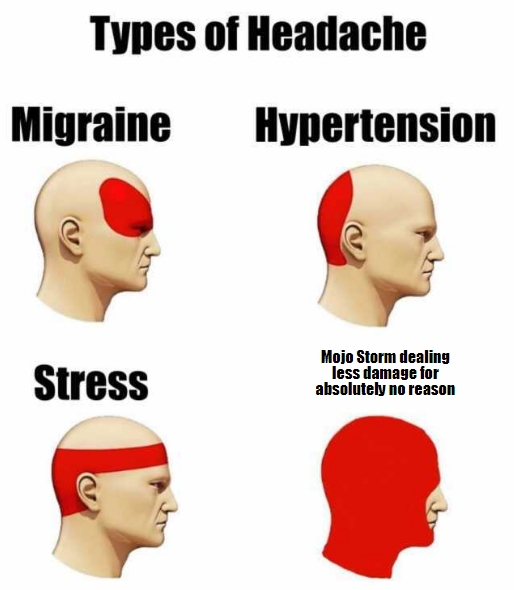 Types of Headache
Migraine
Hypertension
Stress
Mojo Storm dealing
less damage for
absolutely no reason